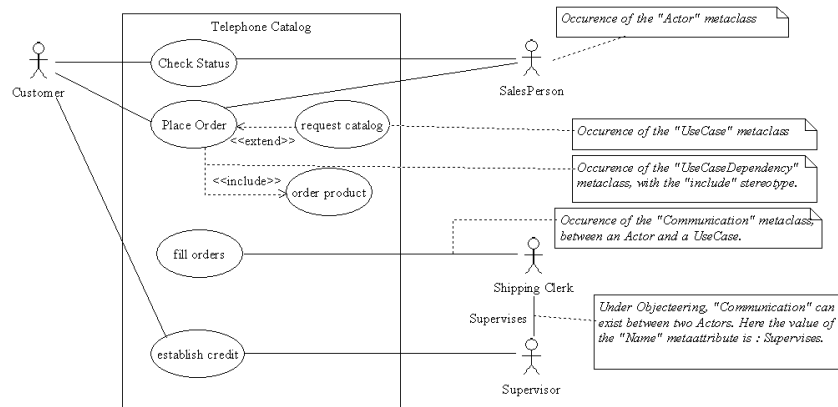 Telephone Catalog
Occurence of the "Actor" metaclass
Check Status
Customer
SalesPerson
Place Order
request catalog
<<extend>>
Occurence of the "UseCase" metaclass
Occurence of the "UseCaseDependency"
metaclass, with the "include" stereotype.
<<include>>
order product
Occurence of the "Communication" metaclass,
between an Actor and a UseCase.
fill orders
Shipping Clerk
Supervises
Under Objecteering, "Communication" can
exist between two Actors. Here the value of
the "Name" metaattribute is : Supervises.
establish credit
Supervisor